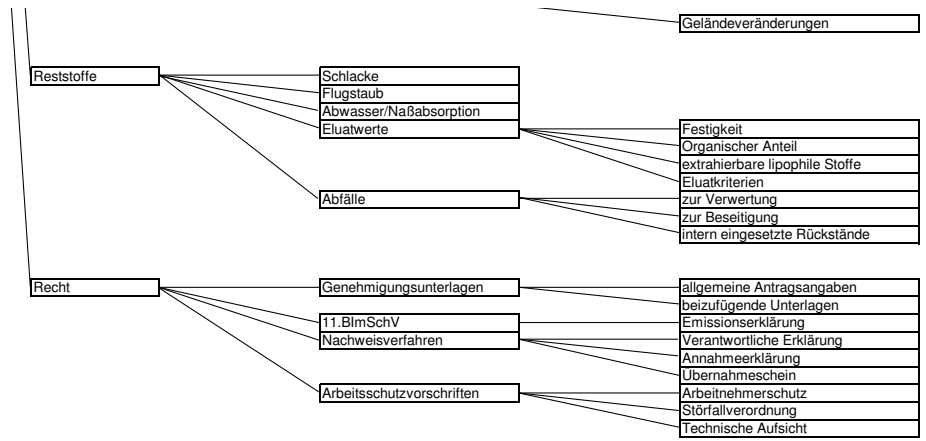 Geländeveränderungen
Reststoffe
Schlacke
Flugstaub
Abwasser/Naßabsorption
Eluatwerte
Festigkeit
Organischer Anteil
extrahierbare lipophile Stoffe
Eluatkriterien
Abfälle
zur Verwertung
zur Beseitigung
intern eingesetzte Rückstände
Recht
Genehmigungsunterlagen
allgemeine Antragsangaben
beizufügende Unterlagen
11.BImSchV
Emissionserklärung
Nachweisverfahren
Verantwortliche Erklärung
Annahmeerklärung
Übernahmeschein
Arbeitsschutzvorschriften
Arbeitnehmerschutz
Störfallverordnung
Technische Aufsicht